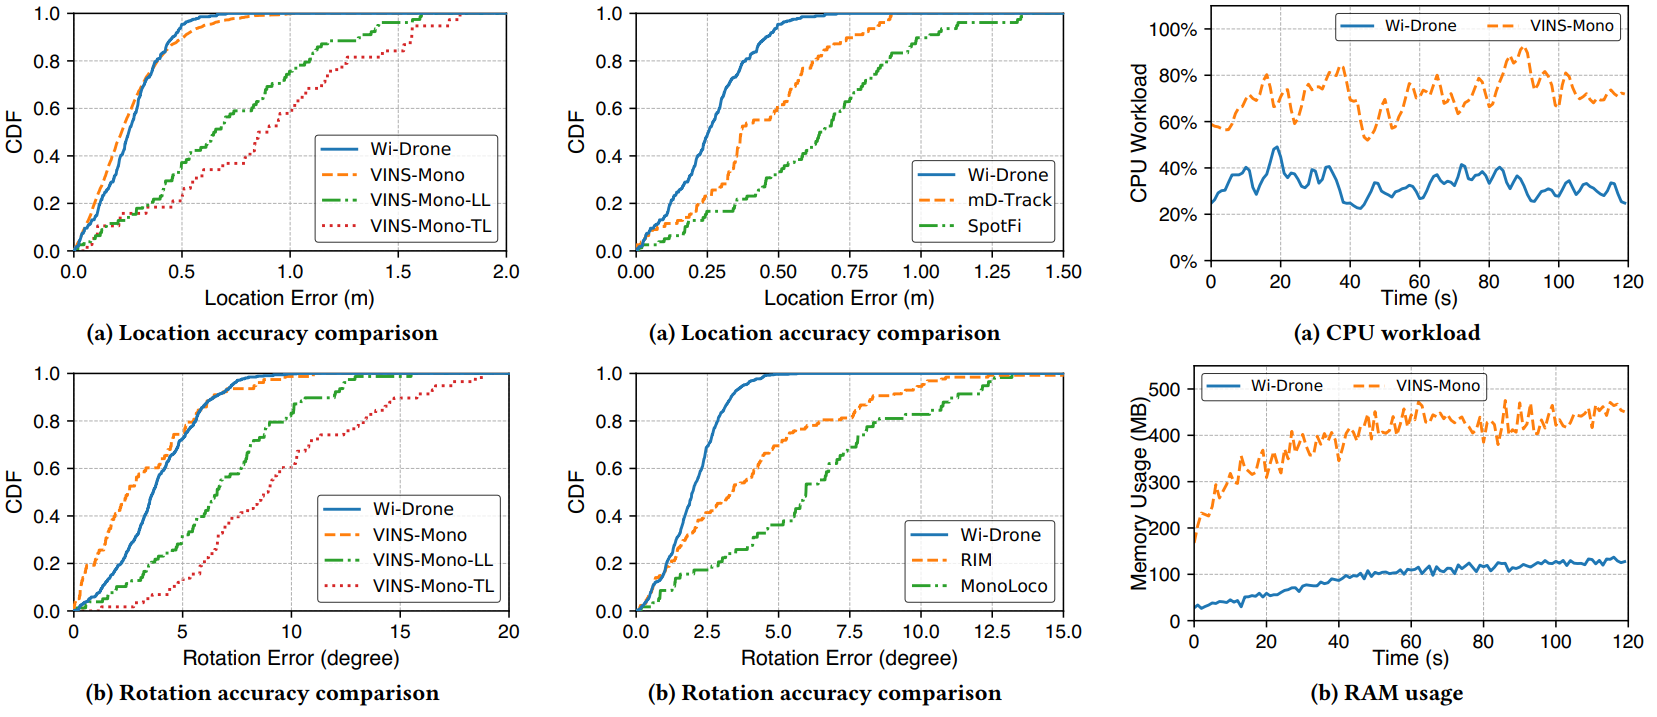 1.0
0.8
0.6
0.4
0.2
0.0
CDF
Wi-Drone
VINS-Mono
VINS-Mono-LL
VINS-Mono-TL
0.0 0.5 1.0 1.5 2.0
Location Error (m)
(a) Location accuracy comparison
1.0
0.8
0.6
0.4
0.2
0.0
CDF
Wi-Drone
mD-Track
SpotFi
0.00 0.25 0.50 0.75 1.00 1.25 1.50
Location Error (m)
(a) Location accuracy comparison
100%
80%
60%
40%
20%
0%
CPU Workload
Wi-Drone VINS-Mono
0 20 40 60 80 100 120
Time (s)
(a) CPU workload
1.0
0.8
0.6
0.4
0.2
0.0
CDF
Wi-Drone
VINS-Mono
VINS-Mono-LL
VINS-Mono-TL
0 5 10 15 20
Rotation Error (degree)
(b) Rotation accuracy comparison
1.0
0.8
0.6
0.4
0.2
0.0
CDF
Wi-Drone
RIM
MonoLoco
0.0 2.5 5.0 7.5 10.0 12.5 15.0
Rotation Error (degree)
(b) Rotation accuracy comparison
500
400
300
200
100
0
Memory Usage (MB)
Wi-Drone VINS-Mono
0 20 40 60 80 100 120
Time (s)
(b) RAM usage